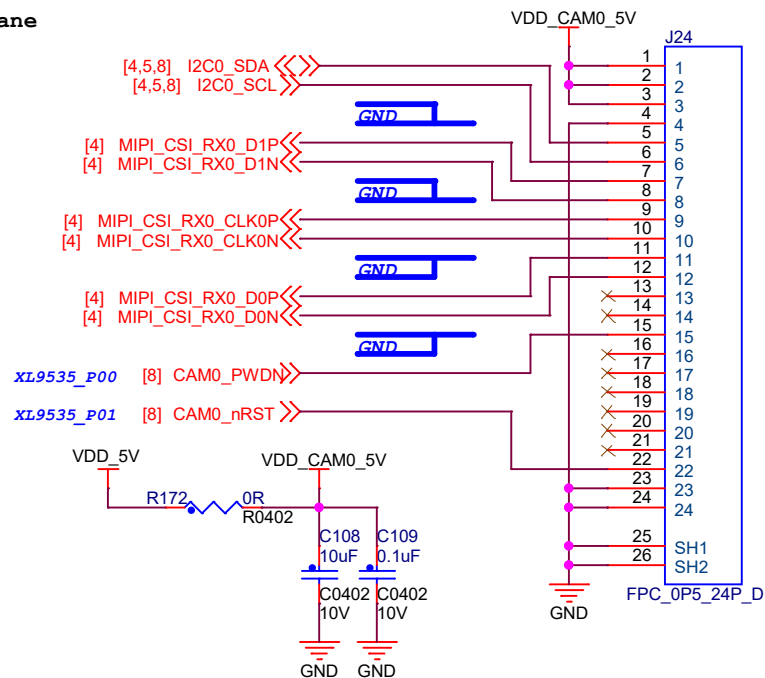 ane
VDD_CAM0_5V
J24
[4,5,8] I2C0_SDA
[4,5,8] I2C0_SCL
GND
[4] MIPI_CSI_RX0_D1P
[4] MIPI_CSI_RX0_D1N
GND
[4] MIPI_CSI_RX0_CLK0P
[4] MIPI_CSI_RX0_CLK0N
GND
[4] MIPI_CSI_RX0_D0P
[4] MIPI_CSI_RX0_D0N
GND
XL9535_P00 [8] CAM0_PWDN
XL9535_P01 [8] CAM0_nRST
1 1
2 2
3 3
4 4
5 5
6 6
7 7
8 8
9 9
10 10
11 11
12 12
13 13
14 14
15 15
16 16
17 17
18 18
19 19
20 20
21 21
22 22
23 23
24 24
25 SH1
26 SH2
FPC_0P5_24P_D
GND
VDD_5V
VDD_CAM0_5V
R172 0R
R0402
C108
10uF
C0402
10V
GND
C109
0.1uF
C0402
10V
GND